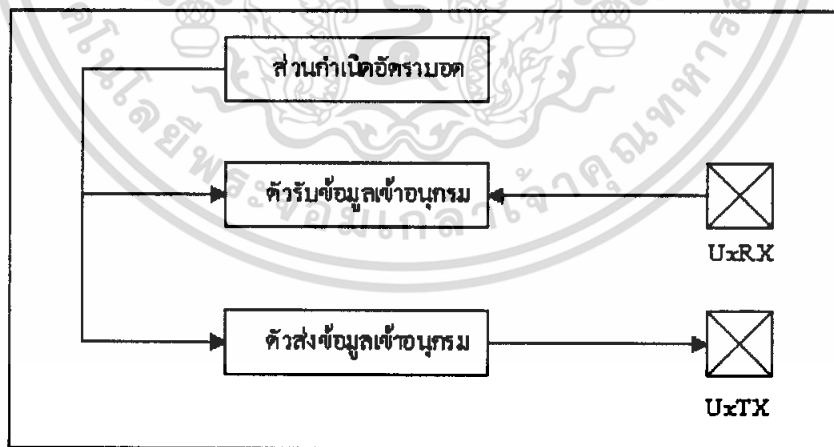 ส่วนกำเนิดอัตราบอด
ตัวรับข้อมูลเข้าอนุกรม
UxRX
ตัวส่งข้อมูลเข้าอนุกรม
UxTX